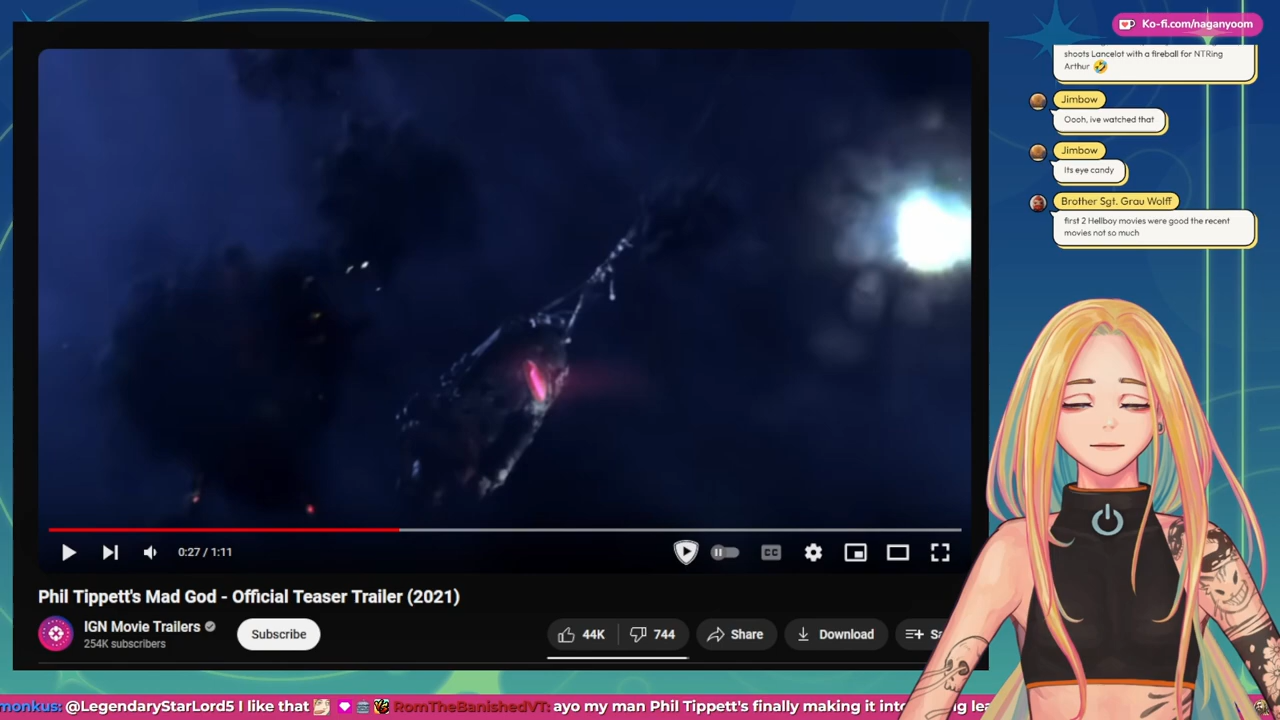 Ko-fi.com/naganyoom
shoots Lancelot with a fireball for NTRing
Arthur 🤣
Jimbow
Oooh, ive watched that
Jimbow
Its eye candy
Brother Sgt. Grau Wolff
first 2 Hellboy movies were good the recent
movies not so much
0:27 / 1:11
CC
Phil Tippett's Mad God - Official Teaser Trailer (2021)
IGN Movie Trailers
254K subscribers
Subscribe
44K
744
Share
Download
Sa
monkus: @LegendaryStarLord5 I like that RomTheBanishedVT: ayo my man Phil Tippett's finally making it into